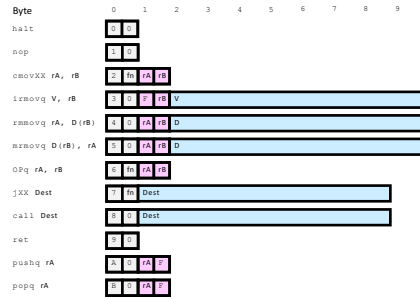 Byte 0 1 2 3 4 5 6 7 8 9
halt 0 0
nop 1 0
cmovXX rA, rB 2 fn rA rB
irmovq V, rB 3 0 F rB V
rmmovq rA, D(rB) 4 0 rA rB D
mrmovq D(rB), rA 5 0 rA rB D
OPq rA, rB 6 fn rA rB
jXX Dest 7 fn Dest
call Dest 8 0 Dest
ret 9 0
pushq rA A 0 rA F
popq rA B 0 rA F